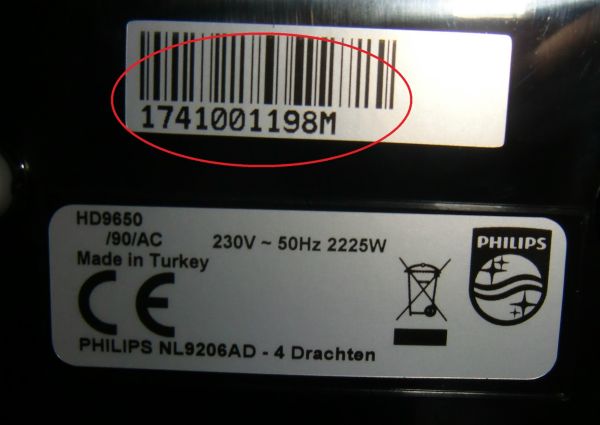 1741001198M
HD9650
/90/AC
230V ~ 50Hz 2225W
Made in Turkey
CE
PHILIPS NL9206AD - 4 Drachten
PHILIPS